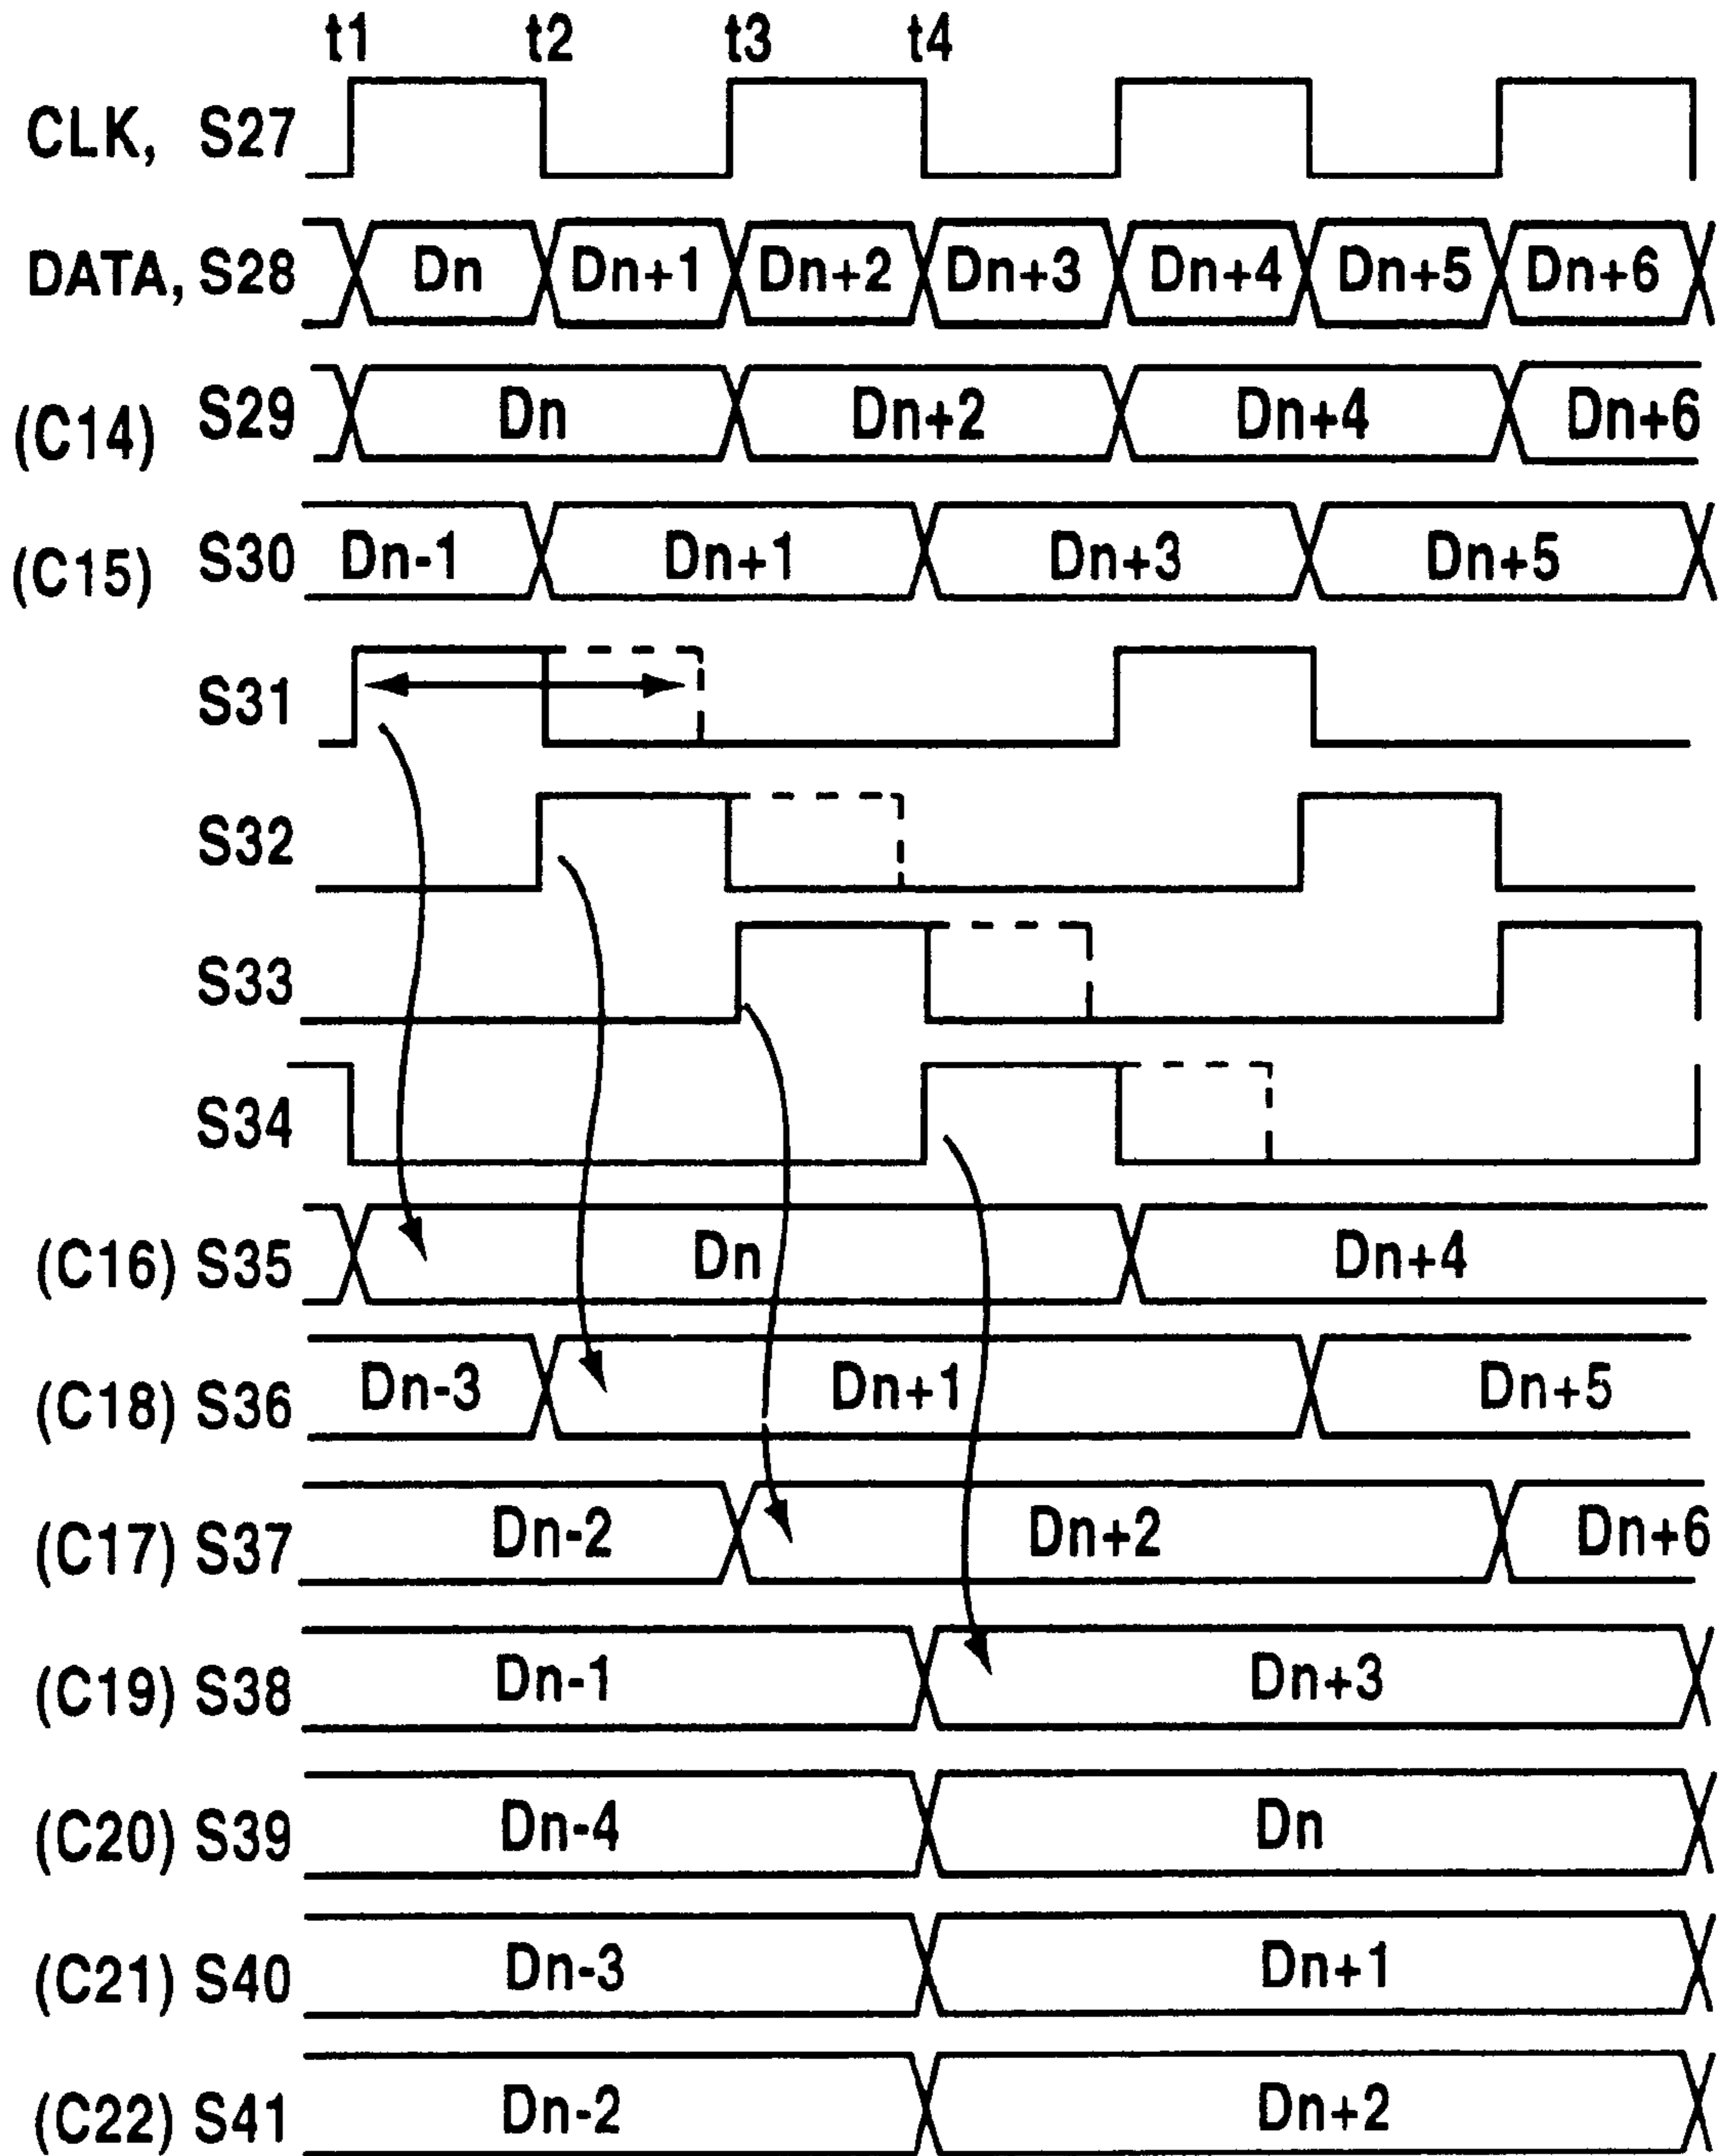 t1 t2 t3 t4
CLK, S27
DATA, S28 Dn Dn+1 Dn+2 Dn+3 Dn+4 Dn+5 Dn+6
(C14) S29 Dn Dn+2 Dn+4 Dn+6
(C15) S30 Dn-1 Dn+1 Dn+3 Dn+5
S31
S32
S33
S34
(C16) S35 Dn Dn+4
(C18) S36 Dn-3 Dn+1 Dn+5
(C17) S37 Dn-2 Dn+2 Dn+6
(C19) S38 Dn-1 Dn+3
(C20) S39 Dn-4 Dn
(C21) S40 Dn-3 Dn+1
(C22) S41 Dn-2 Dn+2